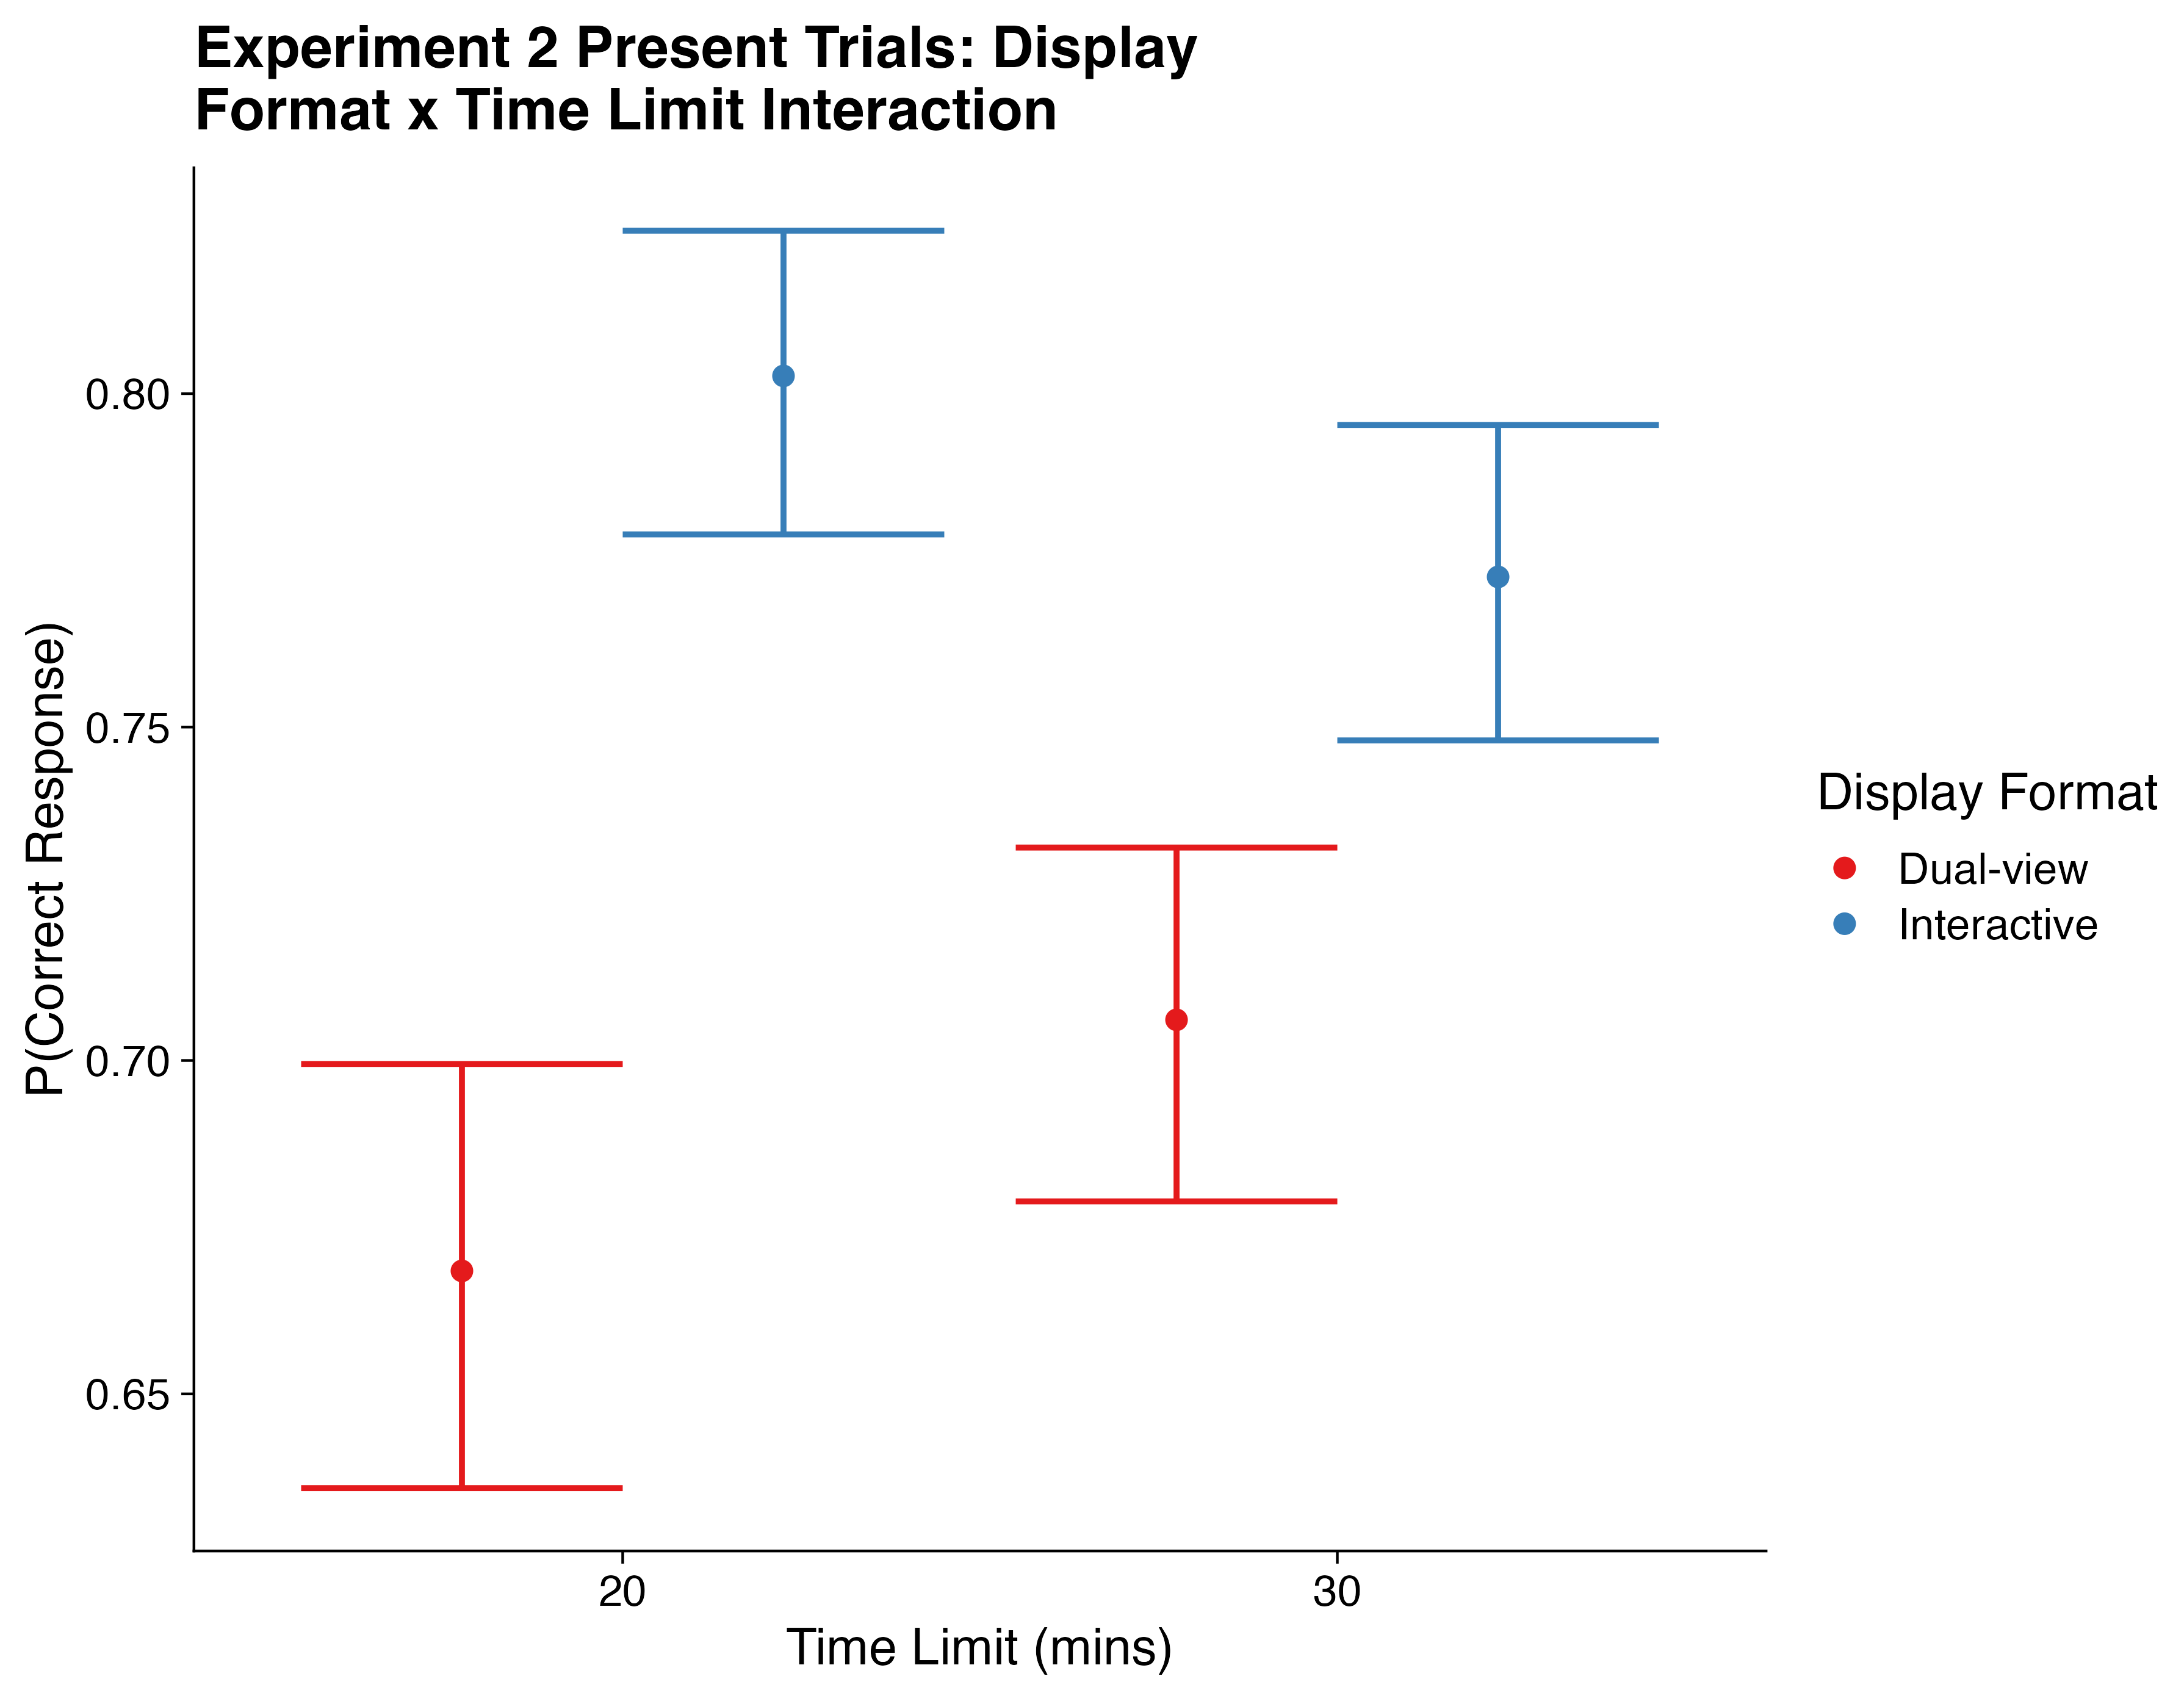 Experiment 2 Present Trials: Display
Format x Time Limit Interaction
P(Correct Response)
0.80
0.75
0.70
0.65
20
30
Time Limit (mins)
Display Format
Dual-view
Interactive